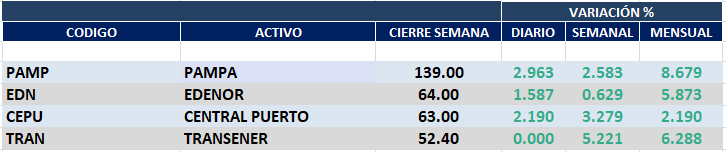 VARIACIÓN %
CODIGO ACTIVO CIERRE SEMANA DIARIO SEMANAL MENSUAL
PAMP PAMPA 139.00 2.963 2.583 8.679
EDN EDENOR 64.00 1.587 0.629 5.873
CEPU CENTRAL PUERTO 63.00 2.190 3.279 2.190
TRAN TRANSENER 52.40 0.000 5.221 6.288